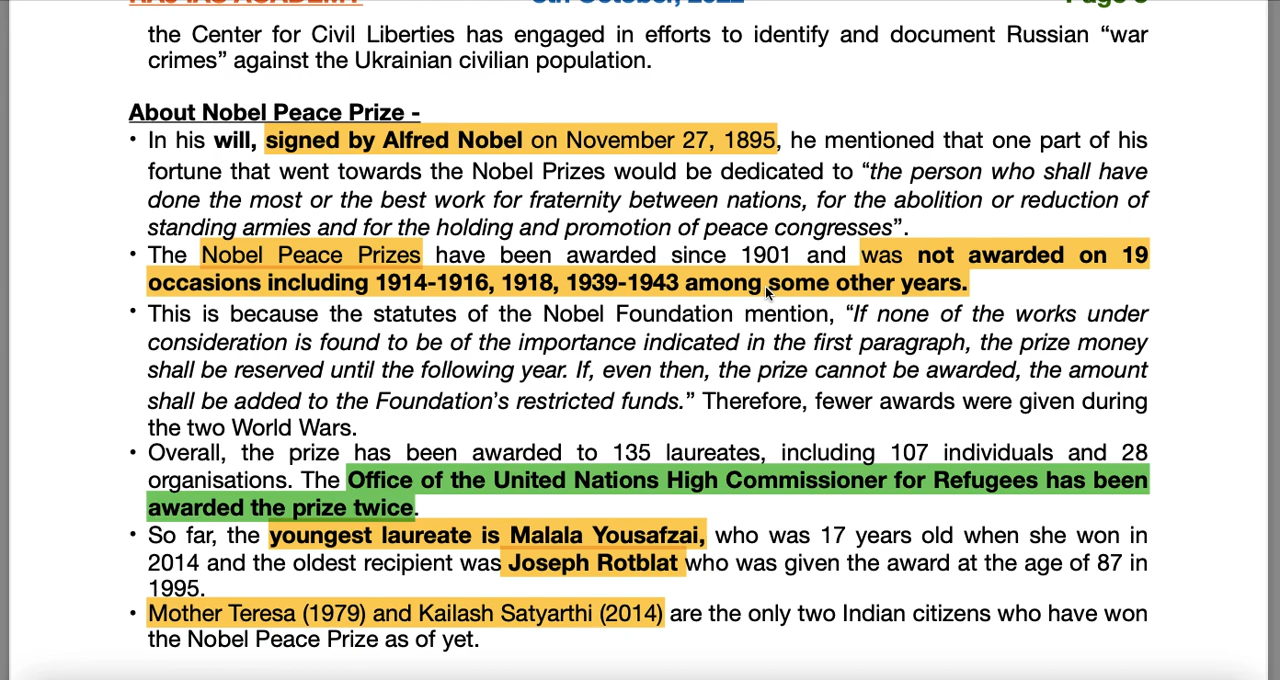 the Center for Civil Liberties has engaged in efforts to identify and document Russian “war
crimes” against the Ukrainian civilian population.
About Nobel Peace Prize -
• In his will, signed by Alfred Nobel on November 27, 1895, he mentioned that one part of his
fortune that went towards the Nobel Prizes would be dedicated to “the person who shall have
done the most or the best work for fraternity between nations, for the abolition or reduction of
standing armies and for the holding and promotion of peace congresses”.
• The Nobel Peace Prizes have been awarded since 1901 and was not awarded on 19
occasions including 1914-1916, 1918, 1939-1943 among some other years.
• This is because the statutes of the Nobel Foundation mention, “If none of the works under
consideration is found to be of the importance indicated in the first paragraph, the prize money
shall be reserved until the following year. If, even then, the prize cannot be awarded, the amount
shall be added to the Foundation’s restricted funds.” Therefore, fewer awards were given during
the two World Wars.
• Overall, the prize has been awarded to 135 laureates, including 107 individuals and 28
organisations. The Office of the United Nations High Commissioner for Refugees has been
awarded the prize twice.
• So far, the youngest laureate is Malala Yousafzai, who was 17 years old when she won in
2014 and the oldest recipient was Joseph Rotblat who was given the award at the age of 87 in
1995.
• Mother Teresa (1979) and Kailash Satyarthi (2014) are the only two Indian citizens who have won
the Nobel Peace Prize as of yet.